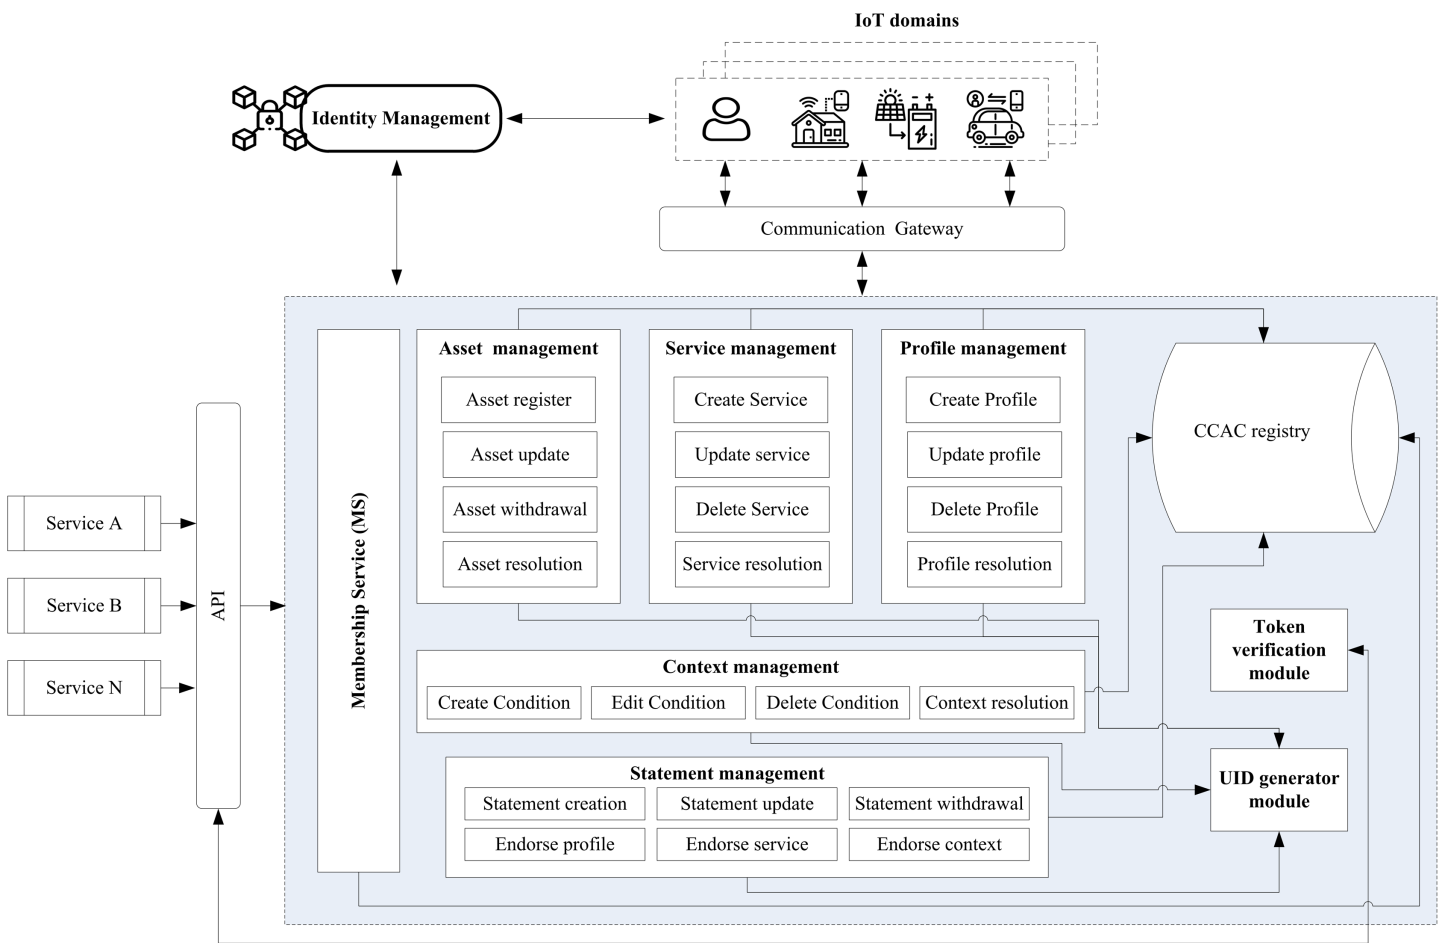 IoT domains
Identity Management
Communication Gateway
Asset management
Asset register
Asset update
Asset withdrawal
Asset resolution
Service management
Create Service
Update service
Delete Service
Service resolution
Profile management
Create Profile
Update profile
Delete Profile
Profile resolution
CCAC registry
Service A
Service B
Service N
API
Membership Service (MS)
Context management
Create Condition
Edit Condition
Delete Condition
Context resolution
Token
verification
module
Statement management
Statement creation
Statement update
Statement withdrawal
Endorse profile
Endorse service
Endorse context
UID generator
module